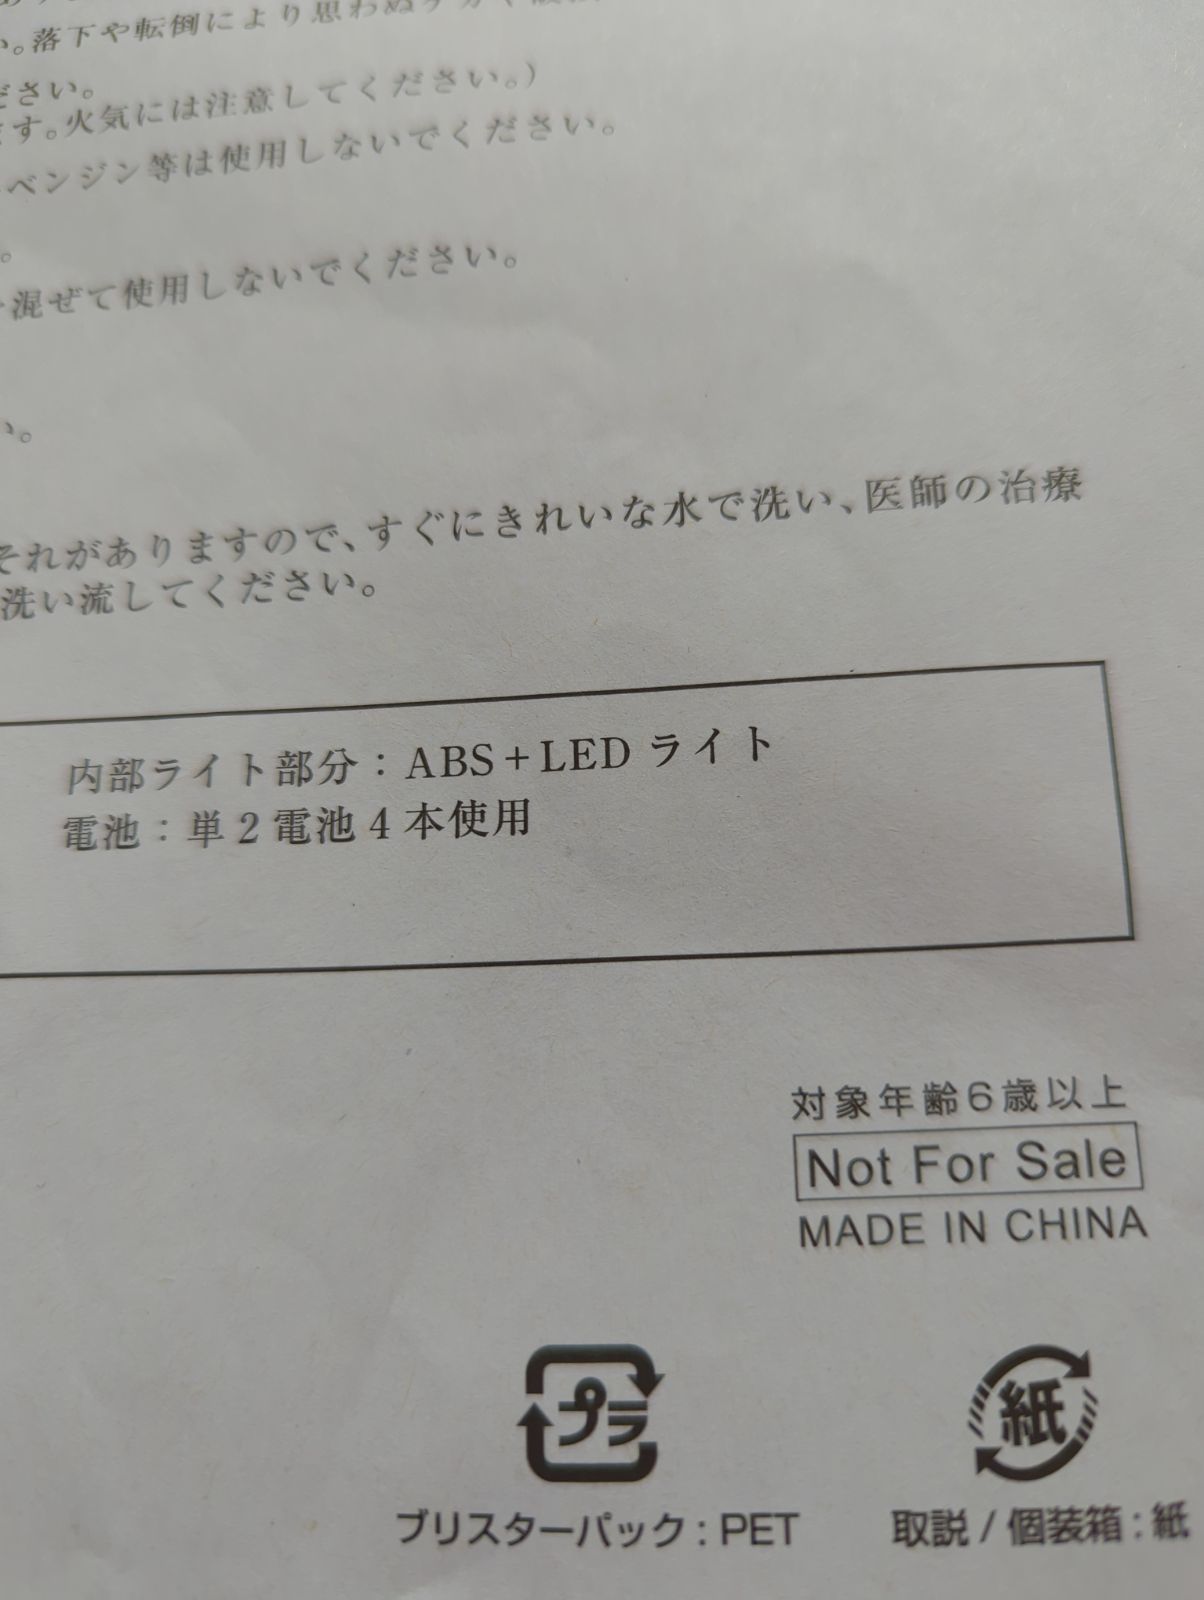 い。落下や転倒により思わぬケガや
ださい。
ます。火気には注意してください。)
ベンジン等は使用しないでください。
。
混ぜて使用しないでください。
い。
それがありますので、すぐにきれいな水で洗い、医師の治療
洗い流してください。
内部ライト部分：ABS+LED ライト
電池：単2電池4本使用
対象年齢6歳以上
Not For Sale
MADE IN CHINA
プラ
紙
ブリスターパック：PET
取説/個装箱：紙